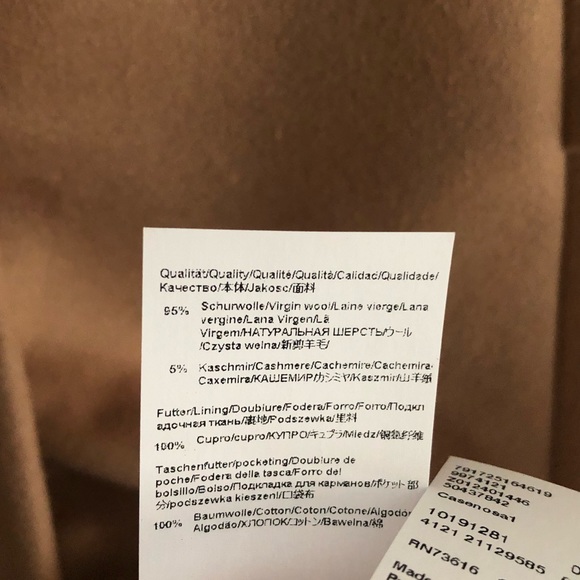 Qualität/Quality/Qualité/Qualità/Calidad/Qualidade/
Качество/本体/Jakosc/面料
95% Schurwolle/Virgin wool/Laine vierge/Lana
vergine/Lana Virgen/Lã
Virgem/НАТУРАЛЬНАЯ ШЕРСТЬ/ウール
/Czysta welna/新剪羊毛/
5% Kaschmir/Cashmere/Cachemire/Cachemira
Caxemira/КАШЕМИР/カシミヤ/Kaszmir/山羊绒
Futter/Lining/Doublure/Fodera/Forro/Forro/Подкл
адочная ткань/裏地/Podszewka/里料
100% Cupro/cupro/КУПРО/キュプラ/Miedz/铜氨纤维
Taschenfutter/pocketing/Doublure de
poche/Fodera della tasca/Forro del
bolsillo/Bolso/Подкладка для карманов/ポケット部
分/podszewka kieszeni/口袋布
100% Baumwolle/Cotton/Coton/Cotone/Algodón
Algodão/ХЛОПОК/コットン/Bawelna/棉
791725164G19
Z012401446
50437842
Casenosa1
10191281
4121 21129585
RN73616
Made